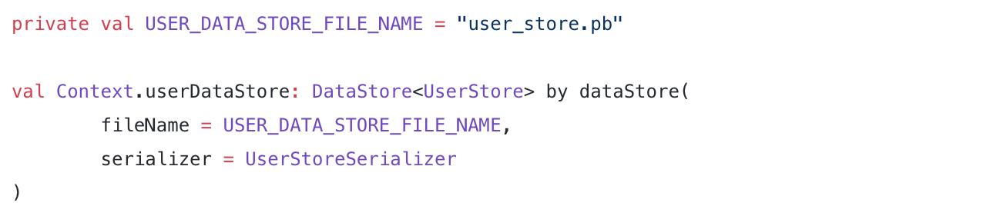 private val USER_DATA_STORE_FILE_NAME = "user_store.pb"

val Context.userDataStore: DataStore<UserStore> by dataStore(
        fileName = USER_DATA_STORE_FILE_NAME,
        serializer = UserStoreSerializer
)